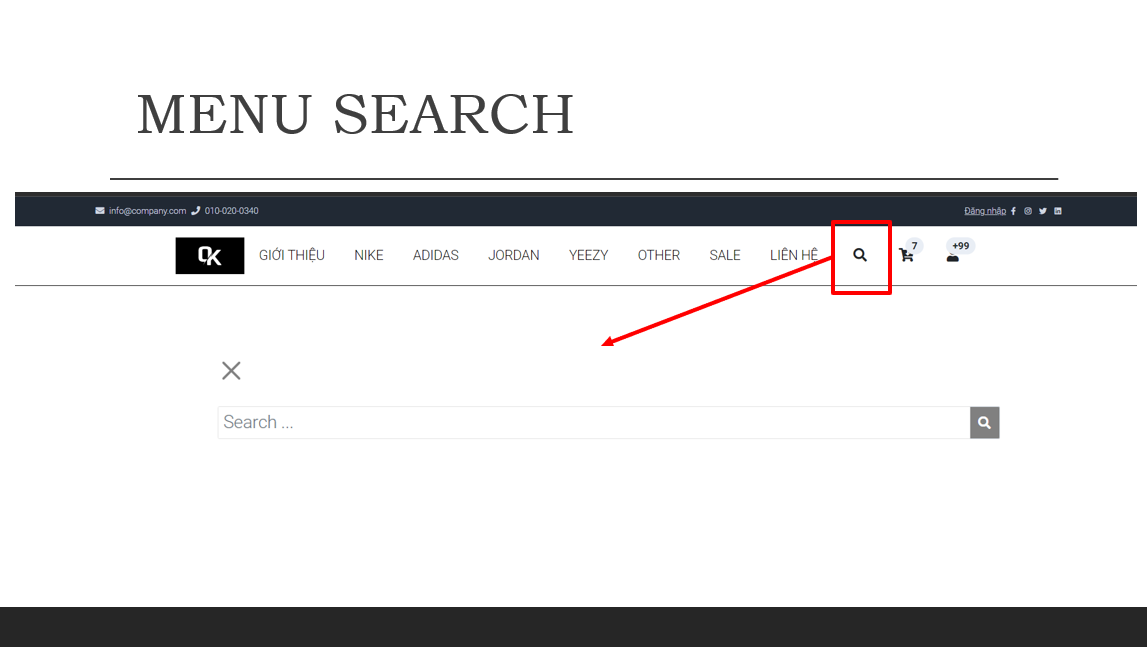 MENU SEARCH
info@company.com 010-020-0340 Đăng nhập
QK GIỚI THIỆU NIKE ADIDAS JORDAN YEEZY OTHER SALE LIÊN HỆ 7 +99
Search ...